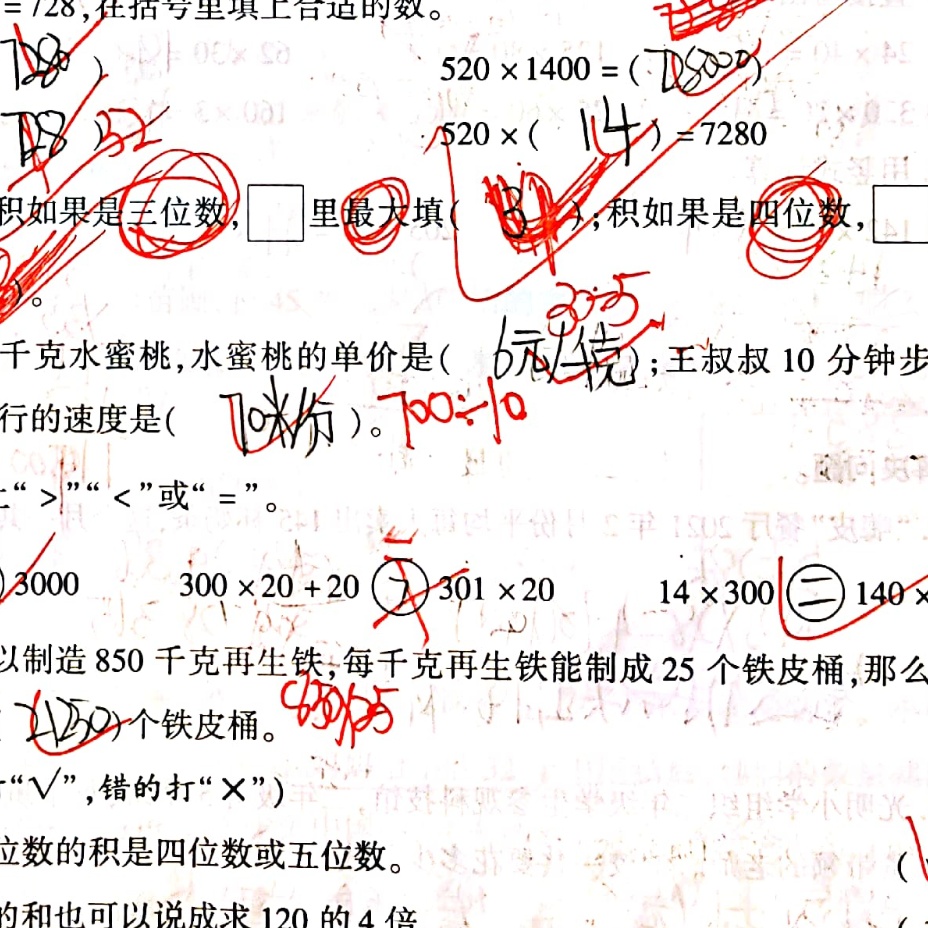 =728,在括号里填上合适的数。
7280 ) 520×1400=( 728000 )
728 ) 52 520×( 14 )=7280
积如果是三位数,□里最大填( 3 );积如果是四位数,□
)。
30÷5
千克水蜜桃,水蜜桃的单价是( 6元/千克 );王叔叔 10 分钟步
行的速度是( 70米/分 )。700÷10
上“>”“<”或“=”。
3000 300×20+20 > 301×20 14×300 = 140×
以制造 850 千克再生铁,每千克再生铁能制成 25 个铁皮桶,那么
21250 )个铁皮桶。 850×25
“√”,错的打“×”)
位数的积是四位数或五位数。 (
的和也可以说成求 120 的 4 倍